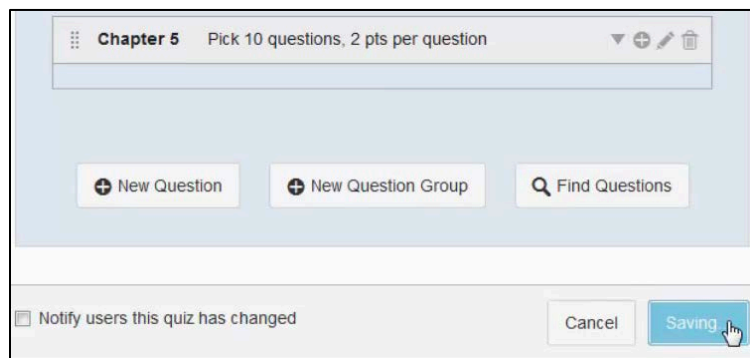 Chapter 5 Pick 10 questions, 2 pts per question
New Question New Question Group Find Questions
Notify users this quiz has changed Cancel Saving...